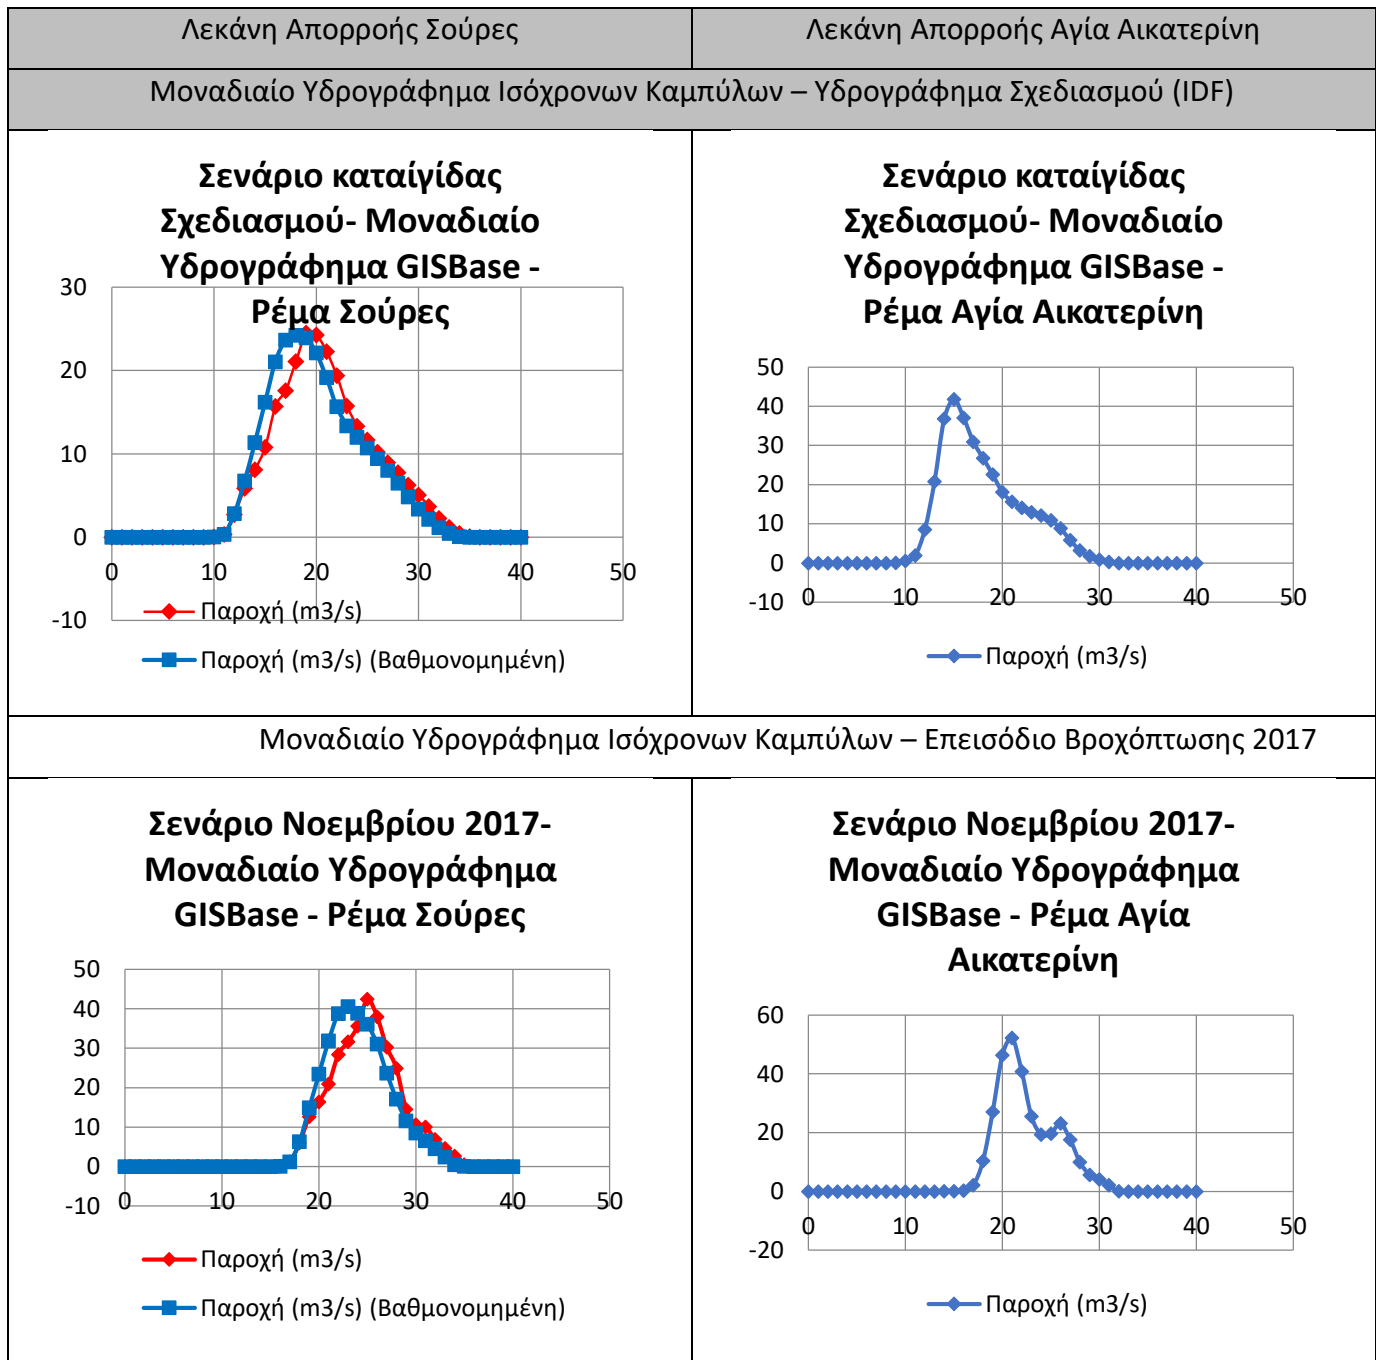 Λεκάνη Απορροής Σούρες
Λεκάνη Απορροής Αγία Αικατερίνη
Μοναδιαίο Υδρογράφημα Ισόχρονων Καμπύλων – Υδρογράφημα Σχεδιασμού (IDF)
Σενάριο καταίγίδας
Σχεδιασμού- Μοναδιαίο
Υδρογράφημα GISBase -
Ρέμα Σούρες
30
20
10
0
-10
0 10 20 30 40 50
Παροχή (m3/s)
Παροχή (m3/s) (Βαθμονομημένη)
Σενάριο καταίγίδας
Σχεδιασμού- Μοναδιαίο
Υδρογράφημα GISBase -
Ρέμα Αγία Αικατερίνη
50
40
30
20
10
0
-10
0 10 20 30 40 50
Παροχή (m3/s)
Μοναδιαίο Υδρογράφημα Ισόχρονων Καμπύλων – Επεισόδιο Βροχόπτωσης 2017
Σενάριο Νοεμβρίου 2017-
Μοναδιαίο Υδρογράφημα
GISBase - Ρέμα Σούρες
50
40
30
20
10
0
-10
0 10 20 30 40 50
Παροχή (m3/s)
Παροχή (m3/s) (Βαθμονομημένη)
Σενάριο Νοεμβρίου 2017-
Μοναδιαίο Υδρογράφημα
GISBase - Ρέμα Αγία
Αικατερίνη
60
40
20
0
-20
0 10 20 30 40 50
Παροχή (m3/s)